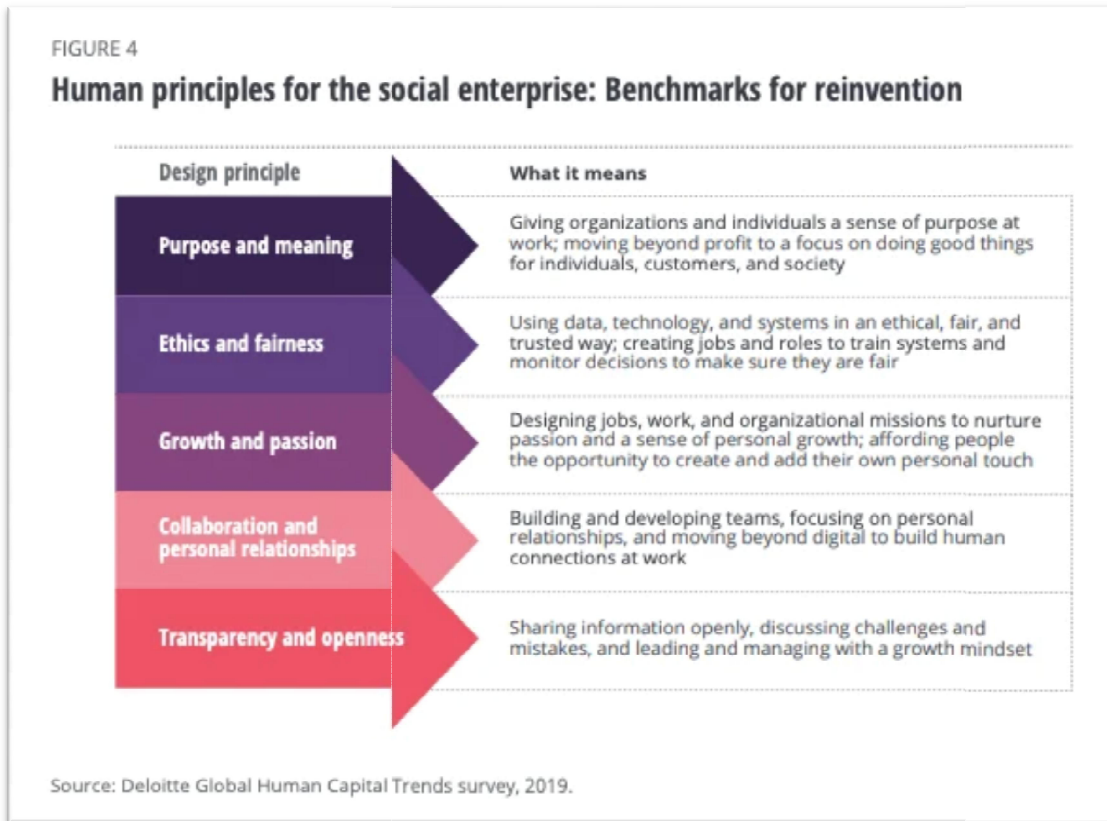 FIGURE 4
Human principles for the social enterprise: Benchmarks for reinvention
Design principle
What it means
Purpose and meaning
Giving organizations and individuals a sense of purpose at
work; moving beyond profit to a focus on doing good things
for individuals, customers, and society
Ethics and fairness
Using data, technology, and systems in an ethical, fair, and
trusted way; creating jobs and roles to train systems and
monitor decisions to make sure they are fair
Growth and passion
Designing jobs, work, and organizational missions to nurture
passion and a sense of personal growth; affording people
the opportunity to create and add their own personal touch
Collaboration and
personal relationships
Building and developing teams, focusing on personal
relationships, and moving beyond digital to build human
connections at work
Transparency and openness
Sharing information openly, discussing challenges and
mistakes, and leading and managing with a growth mindset
Source: Deloitte Global Human Capital Trends survey, 2019.